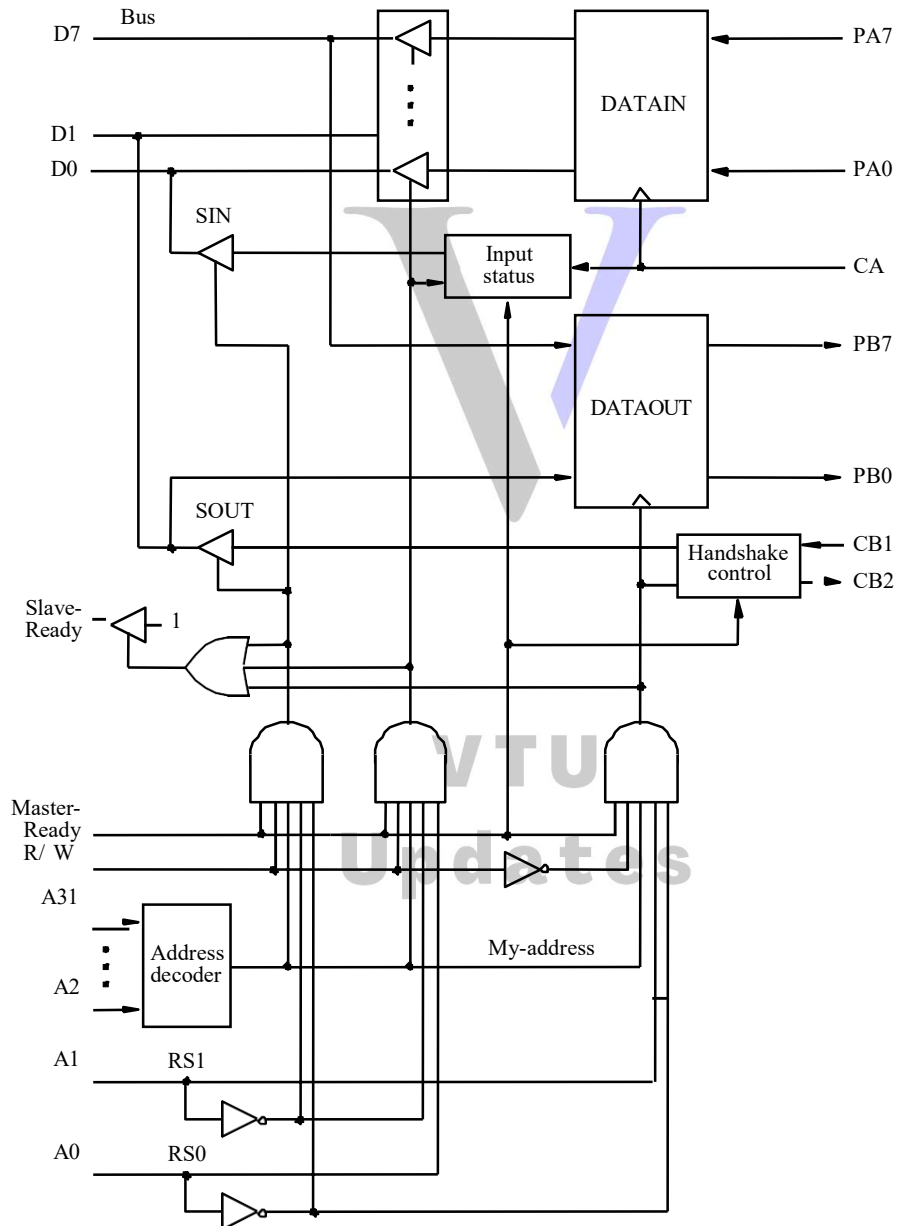 Bus
D7
PA7
DATAIN
D1
D0
PA0
SIN
Input
status
CA
PB7
DATAOUT
PB0
SOUT
CB1
Handshake
control
CB2
Slave-
Ready
1
VTU
Updates
Master-
Ready
R/ W
A31
My-address
Address
decoder
A2
A1
RS1
A0
RS0